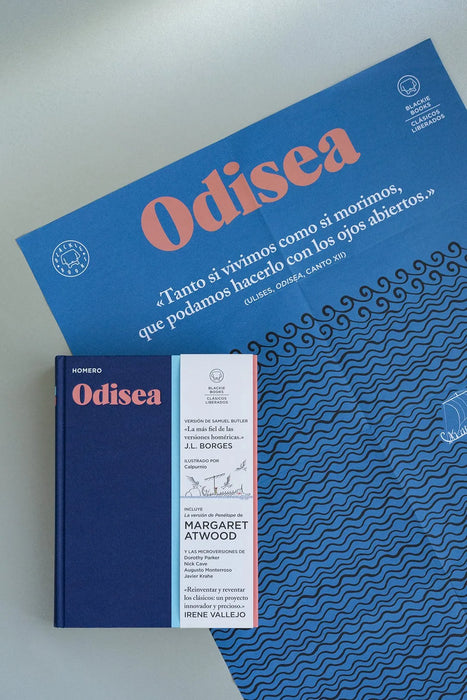 BLACKIE
BOOKS
CLÁSICOS
LIBERADOS
Odisea
«Tanto si vivimos como si morimos,
que podamos hacerlo con los ojos abiertos.»
(ULISES, ODISEA, CANTO XII)
BLACKIE
BOOKS
HOMERO
Odisea
BLACKIE
BOOKS
CLÁSICOS
LIBERADOS
VERSIÓN DE SAMUEL BUTLER
«La más fiel de las
versiones homéricas.»
J.L. BORGES
ILUSTRADO POR
Calpurnio
INCLUYE
La versión de Penélope de
MARGARET
ATWOOD
Y LAS MICROVERSIONES DE
Dorothy Parker
Nick Cave
Augusto Monterroso
Javier Krahe
«Reinventar y reventar
los clásicos: un proyecto
innovador y precioso.»
IRENE VALLEJO